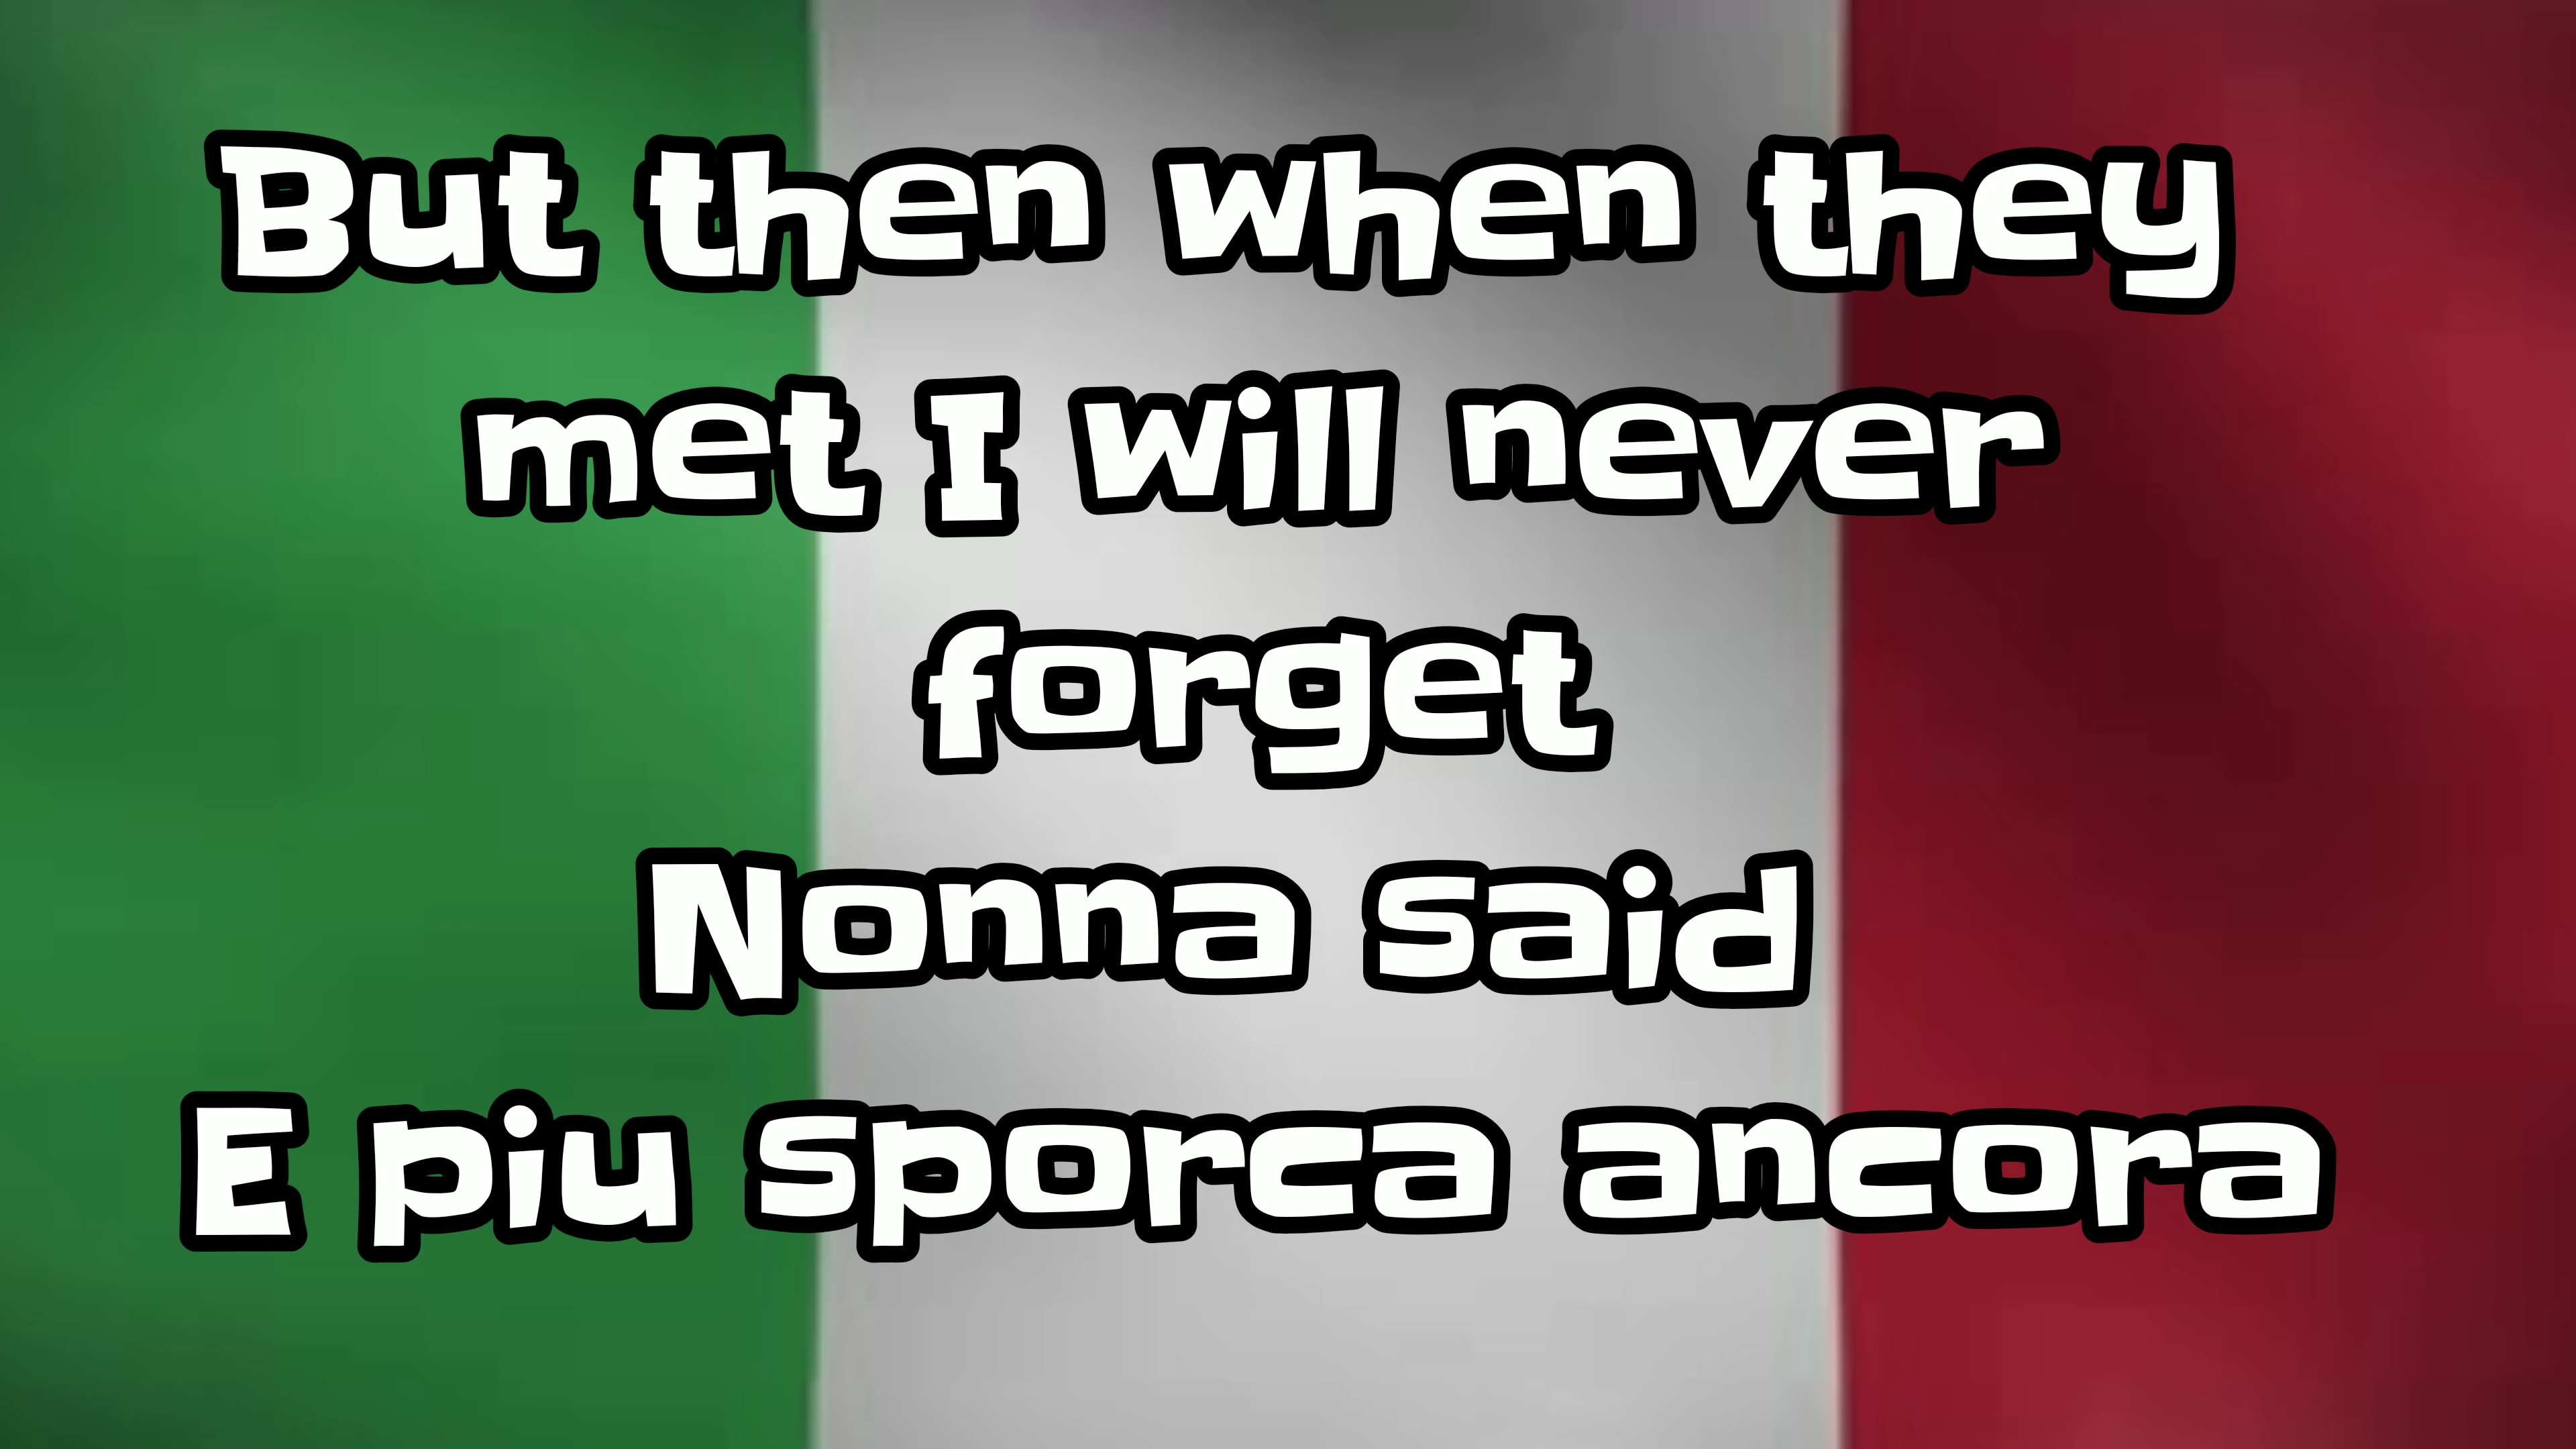 But then when they
met I will never
forget
Nonna said
E piu sporca ancora